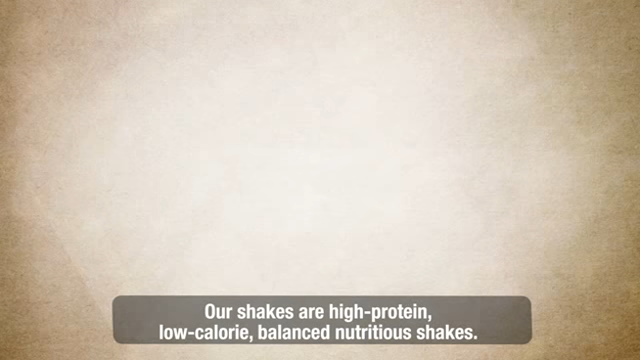 Our shakes are high-protein,
low-calorie, balanced nutritious shakes.